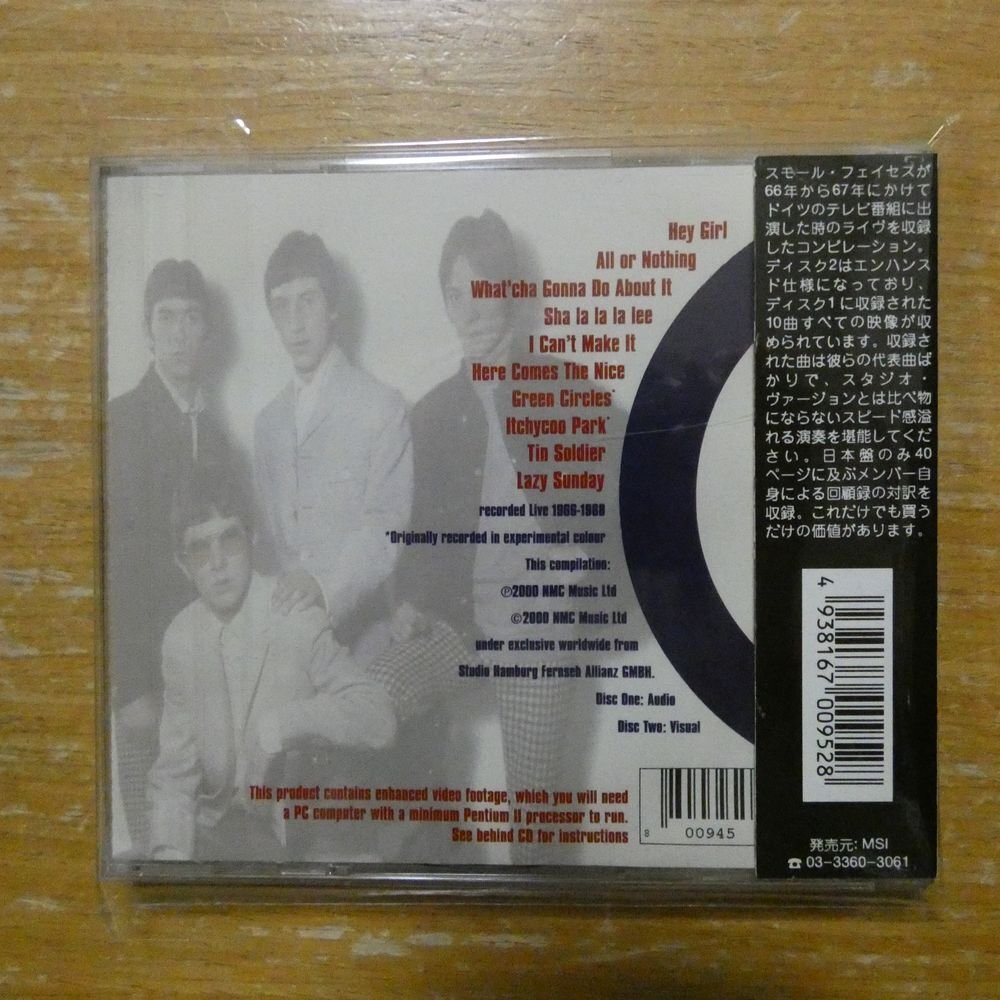 Hey Girl
All or Nothing
What'cha Gonna Do About It
Sha la la la lee
I Can't Make It
Here Comes The Nice
Green Circles*
Itchycoo Park*
Tin Soldier
Lazy Sunday
recorded Live 1966-1968
*Originally recorded in experimental colour
This compilation:
℗2000 NMC Music Ltd
©2000 NMC Music Ltd
under exclusive worldwide from
Studio Hamburg Fernseh Allianz GMBH.
Disc One: Audio
Disc Two: Visual
This product contains enhanced video footage, which you will need
a PC computer with a minimum Pentium II processor to run.
See behind CD for instructions
8 00945
スモール・フェイセスが
66年から67年にかけて
ドイツのテレビ番組に出
演した時のライヴを収録
したコンピレーション。
ディスク2はエンハンス
ド仕様になっており、
ディスク1に収録された
10曲すべての映像が収
められています。収録さ
れた曲は彼らの代表曲ば
かりで、スタジオ・
ヴァージョンとは比べ物
にならないスピード感溢
れる演奏を堪能してくだ
さい。日本盤のみ40
ページに及ぶメンバー自
身による回顧録の対訳を
収録。これだけでも買う
だけの価値があります。
4 938167 009528
発売元: MSI
☎ 03-3360-3061